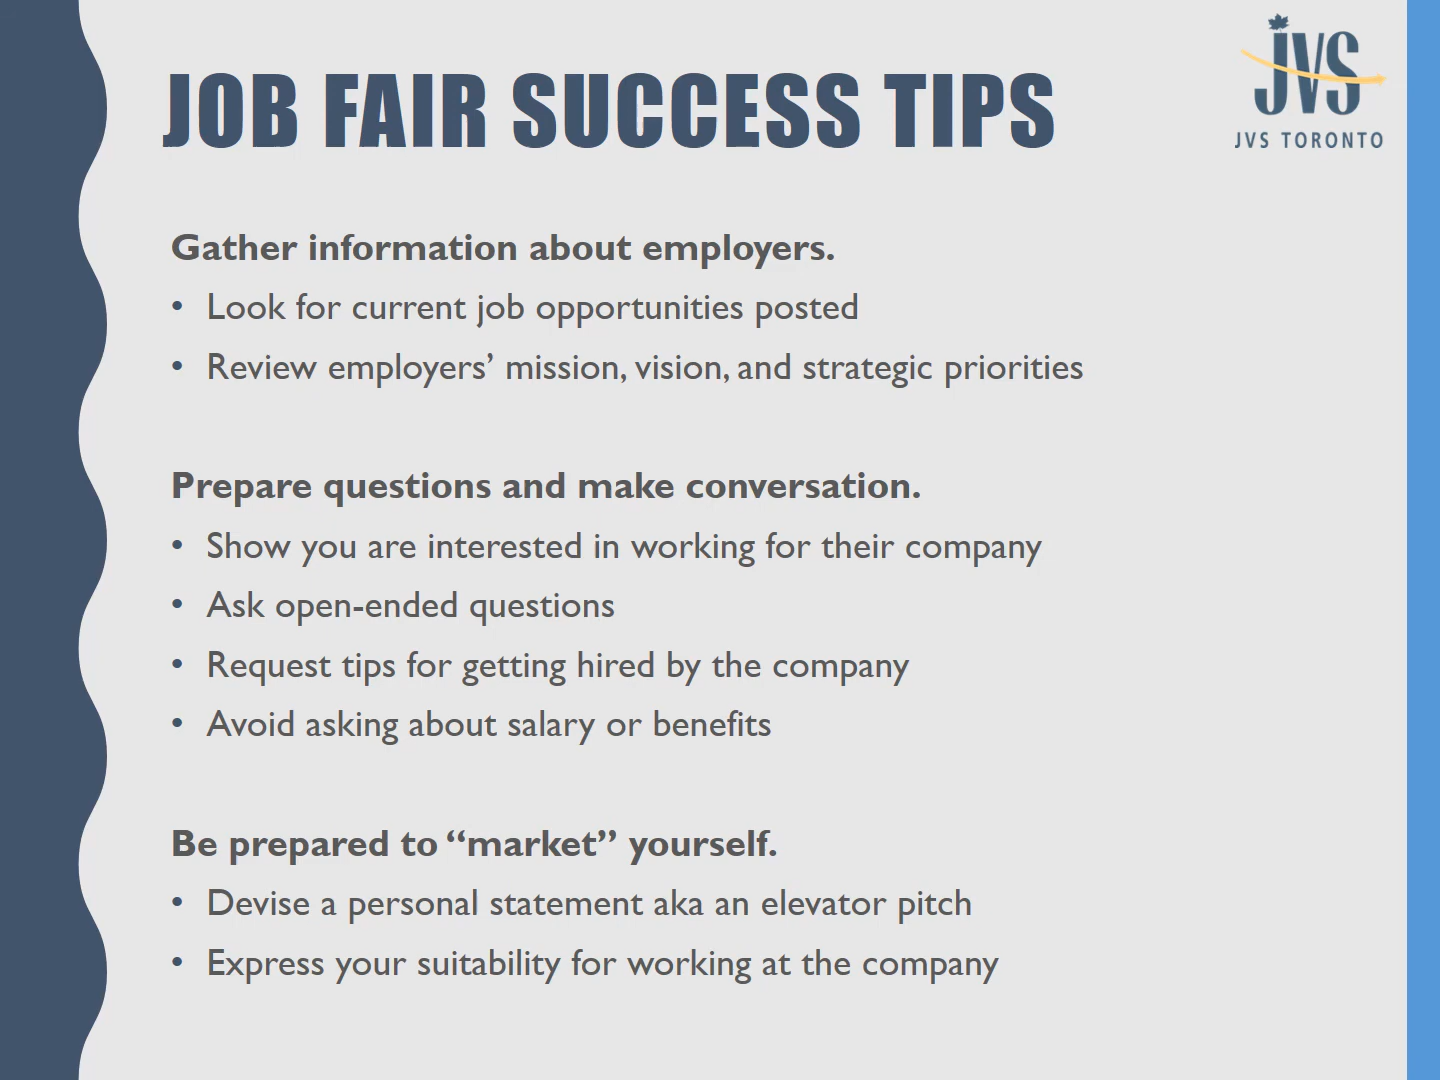 JOB FAIR SUCCESS TIPS
JVS
JVS TORONTO
Gather information about employers.
• Look for current job opportunities posted
• Review employers’ mission, vision, and strategic priorities
Prepare questions and make conversation.
• Show you are interested in working for their company
• Ask open-ended questions
• Request tips for getting hired by the company
• Avoid asking about salary or benefits
Be prepared to “market” yourself.
• Devise a personal statement aka an elevator pitch
• Express your suitability for working at the company